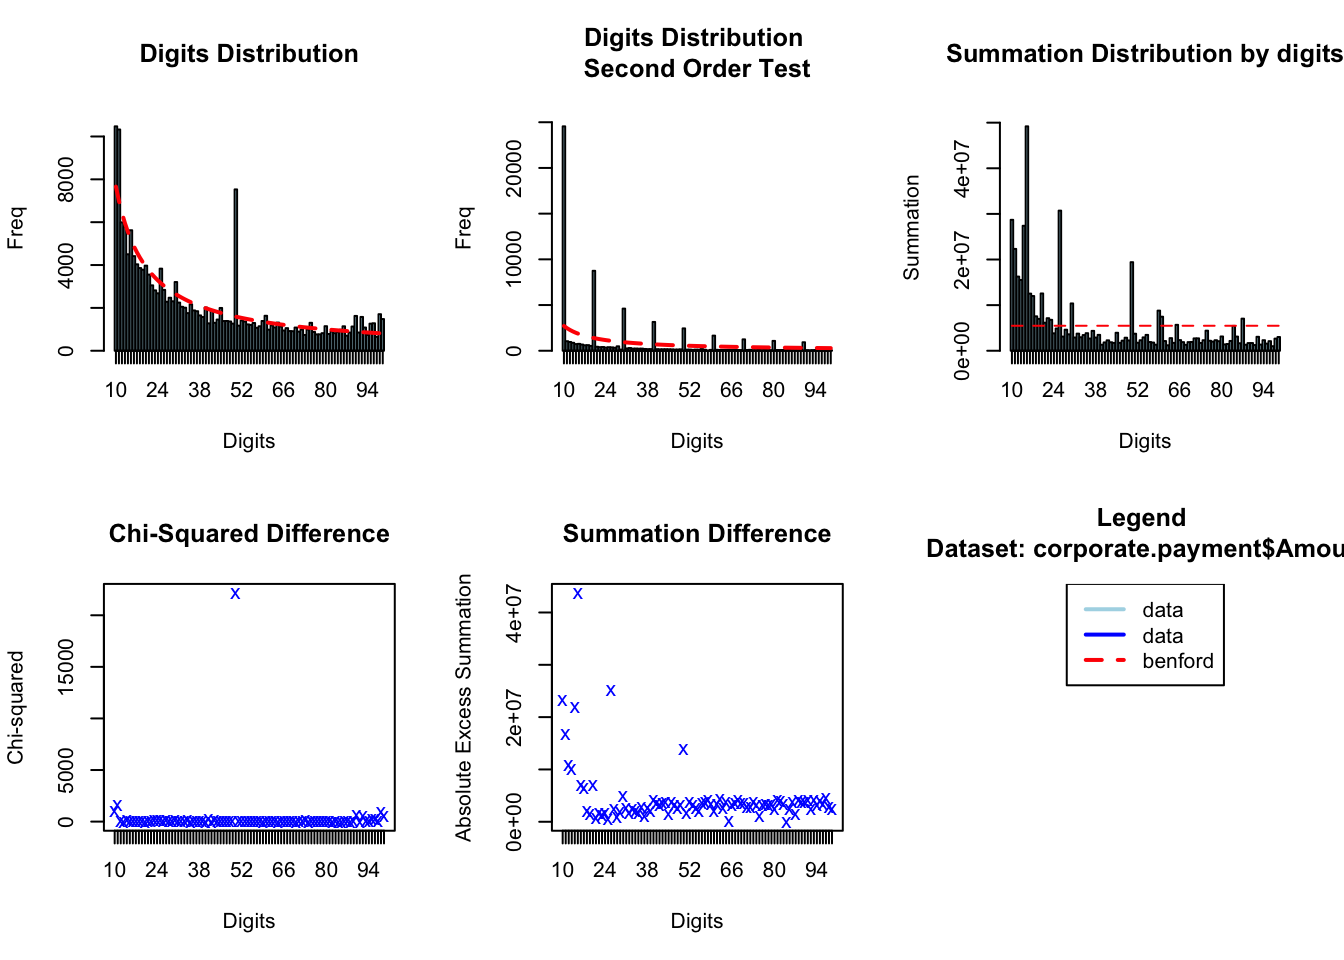 Digits Distribution
Freq
0
4000
8000
10
24
38
52
66
80
94
Digits
Digits Distribution
Second Order Test
Freq
0
10000
20000
10
24
38
52
66
80
94
Digits
Summation Distribution by digits
Summation
0e+00
2e+07
4e+07
10
24
38
52
66
80
94
Digits
Chi-Squared Difference
Chi-squared
0
5000
15000
10
24
38
52
66
80
94
Digits
Summation Difference
Absolute Excess Summation
0e+00
2e+07
4e+07
10
24
38
52
66
80
94
Digits
Legend
Dataset: corporate.payment$Amou
data
data
benford